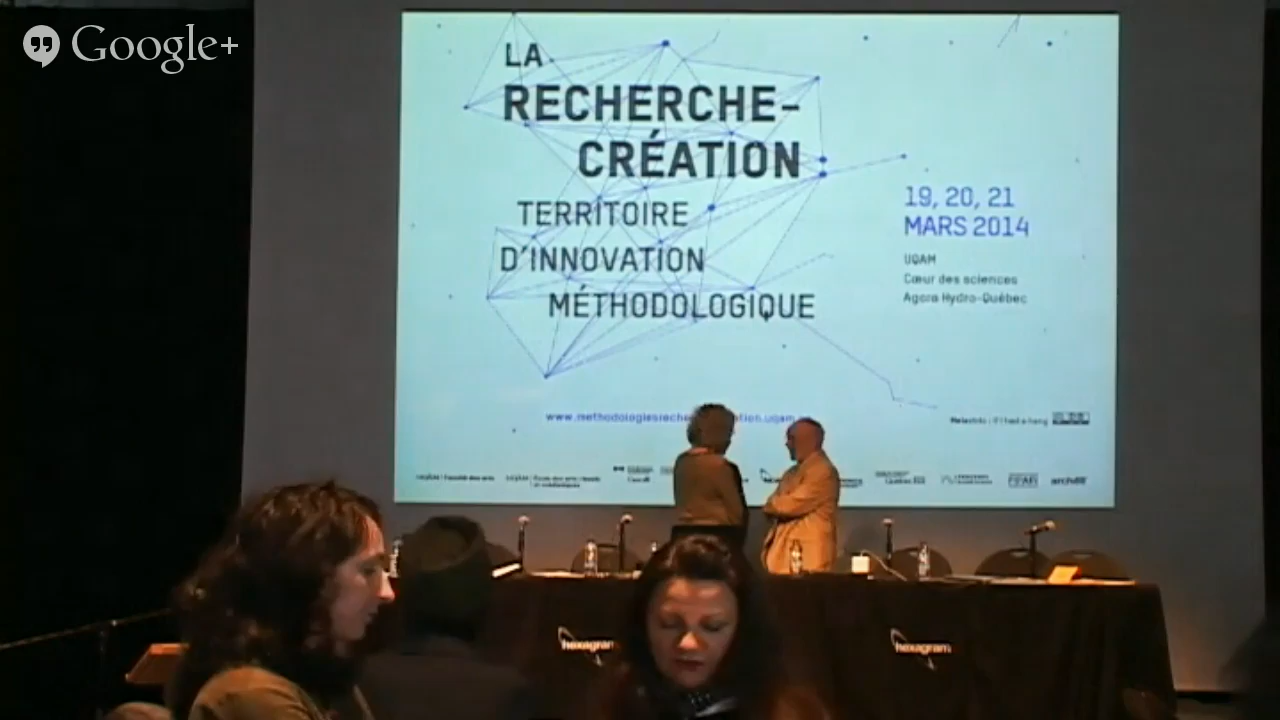 Google+
LA
RECHERCHE-
CRÉATION :
TERRITOIRE
D'INNOVATION
MÉTHODOLOGIQUE
19, 20, 21
MARS 2014
UQAM
Cœur des sciences
Agora Hydro-Québec
hexagram
hexagram